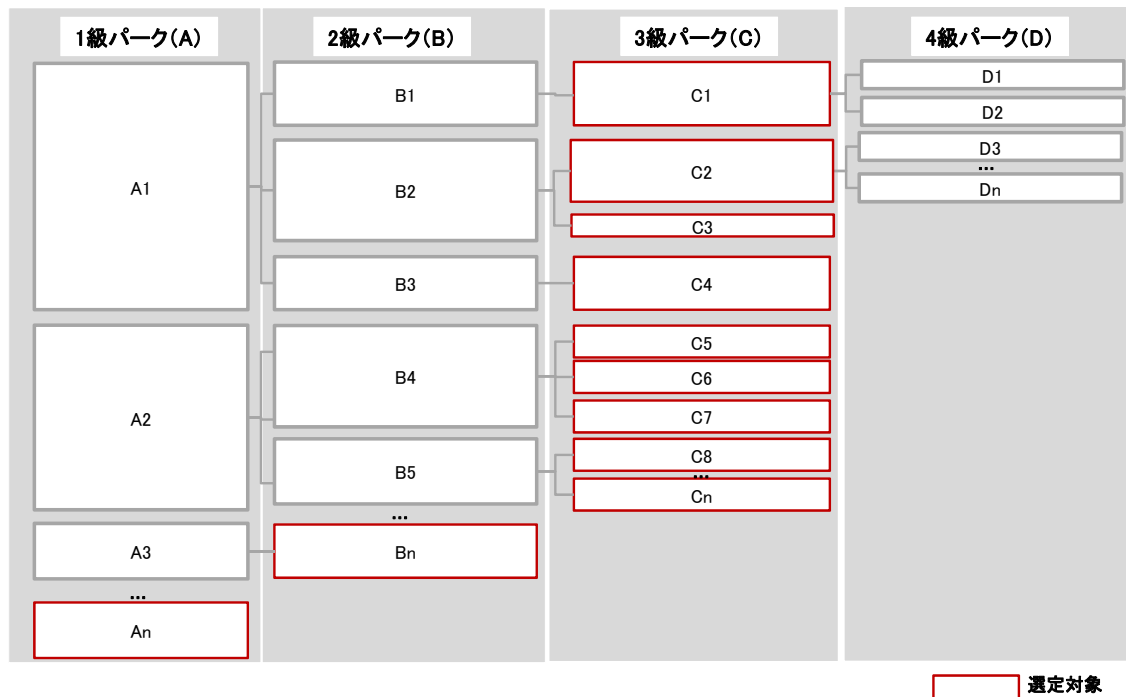 1級パーク(A)
2級パーク(B)
3級パーク(C)
4級パーク(D)
A1
A2
A3
...
An
B1
B2
B3
B4
B5
...
Bn
C1
C2
C3
C4
C5
C6
C7
C8
...
Cn
D1
D2
D3
...
Dn
選定対象